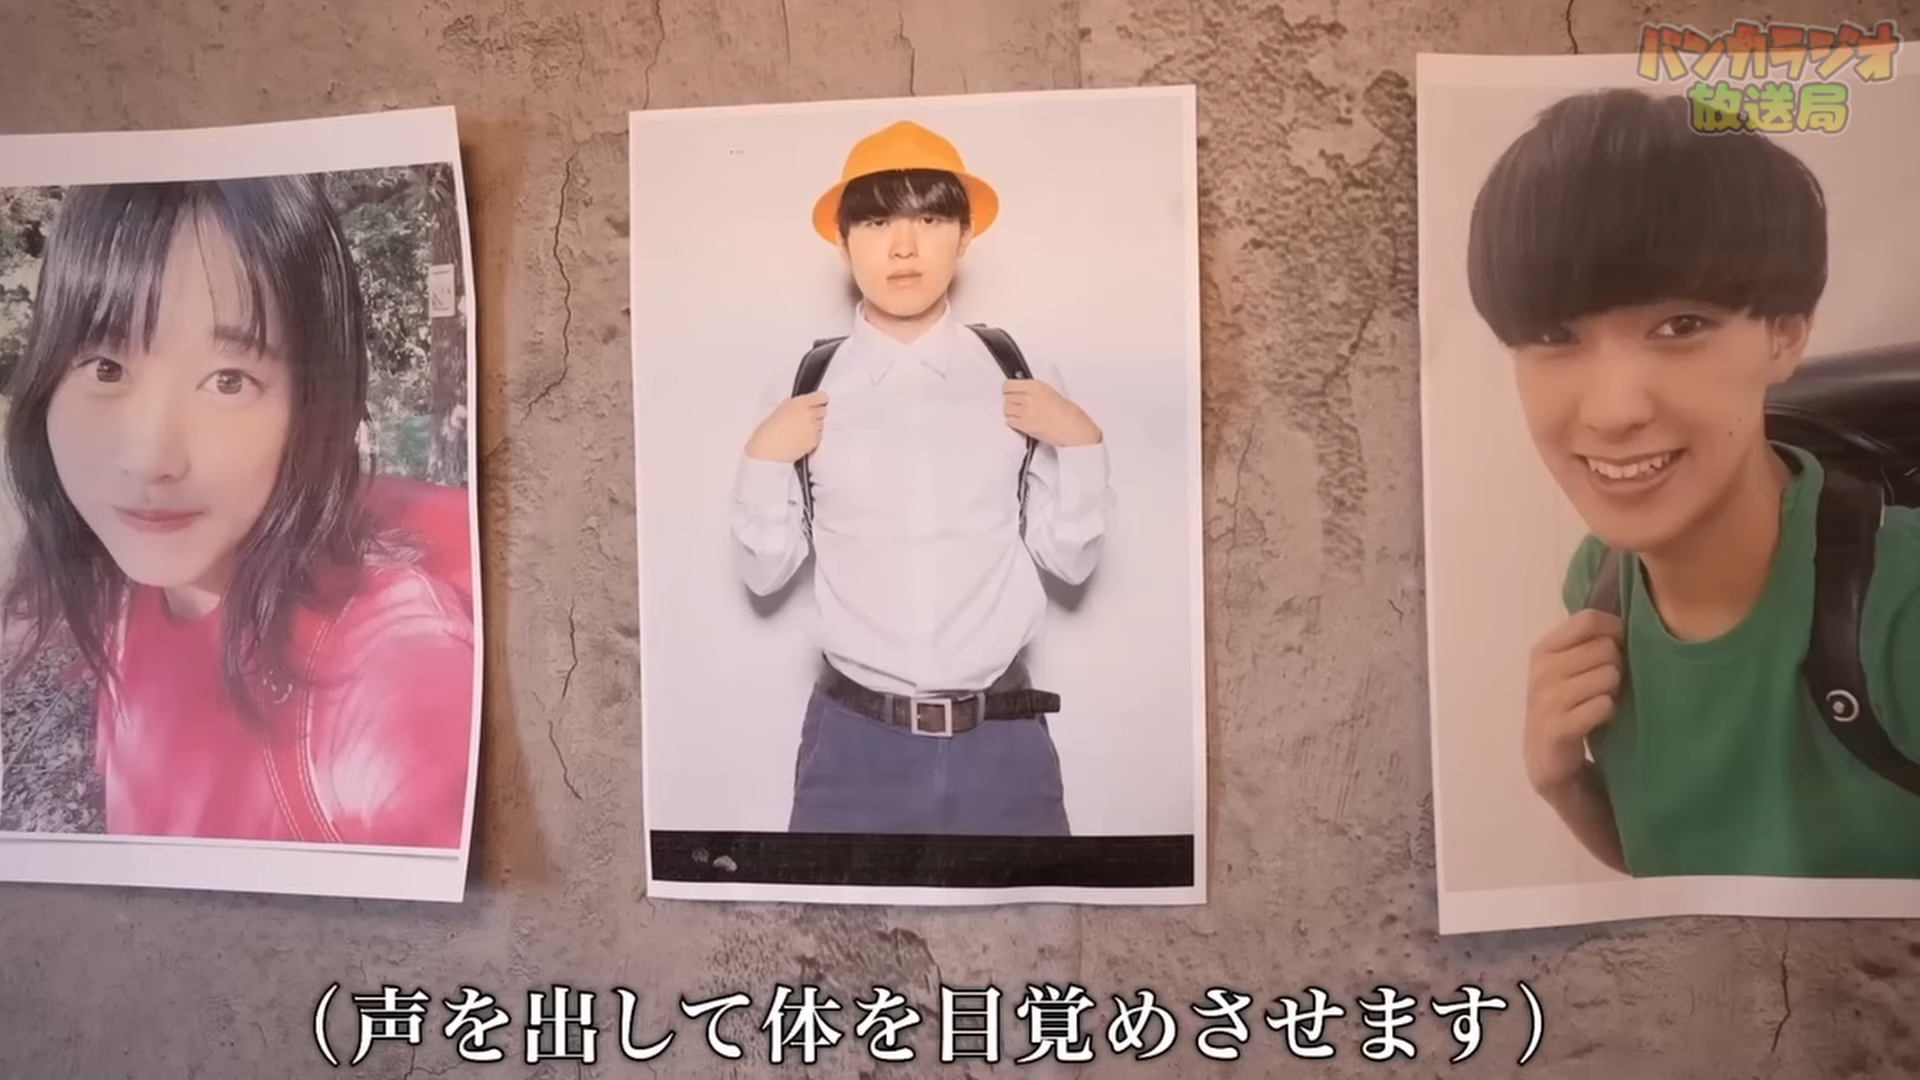 バンカラジオ
放送局
（声を出して体を目覚めさせます）